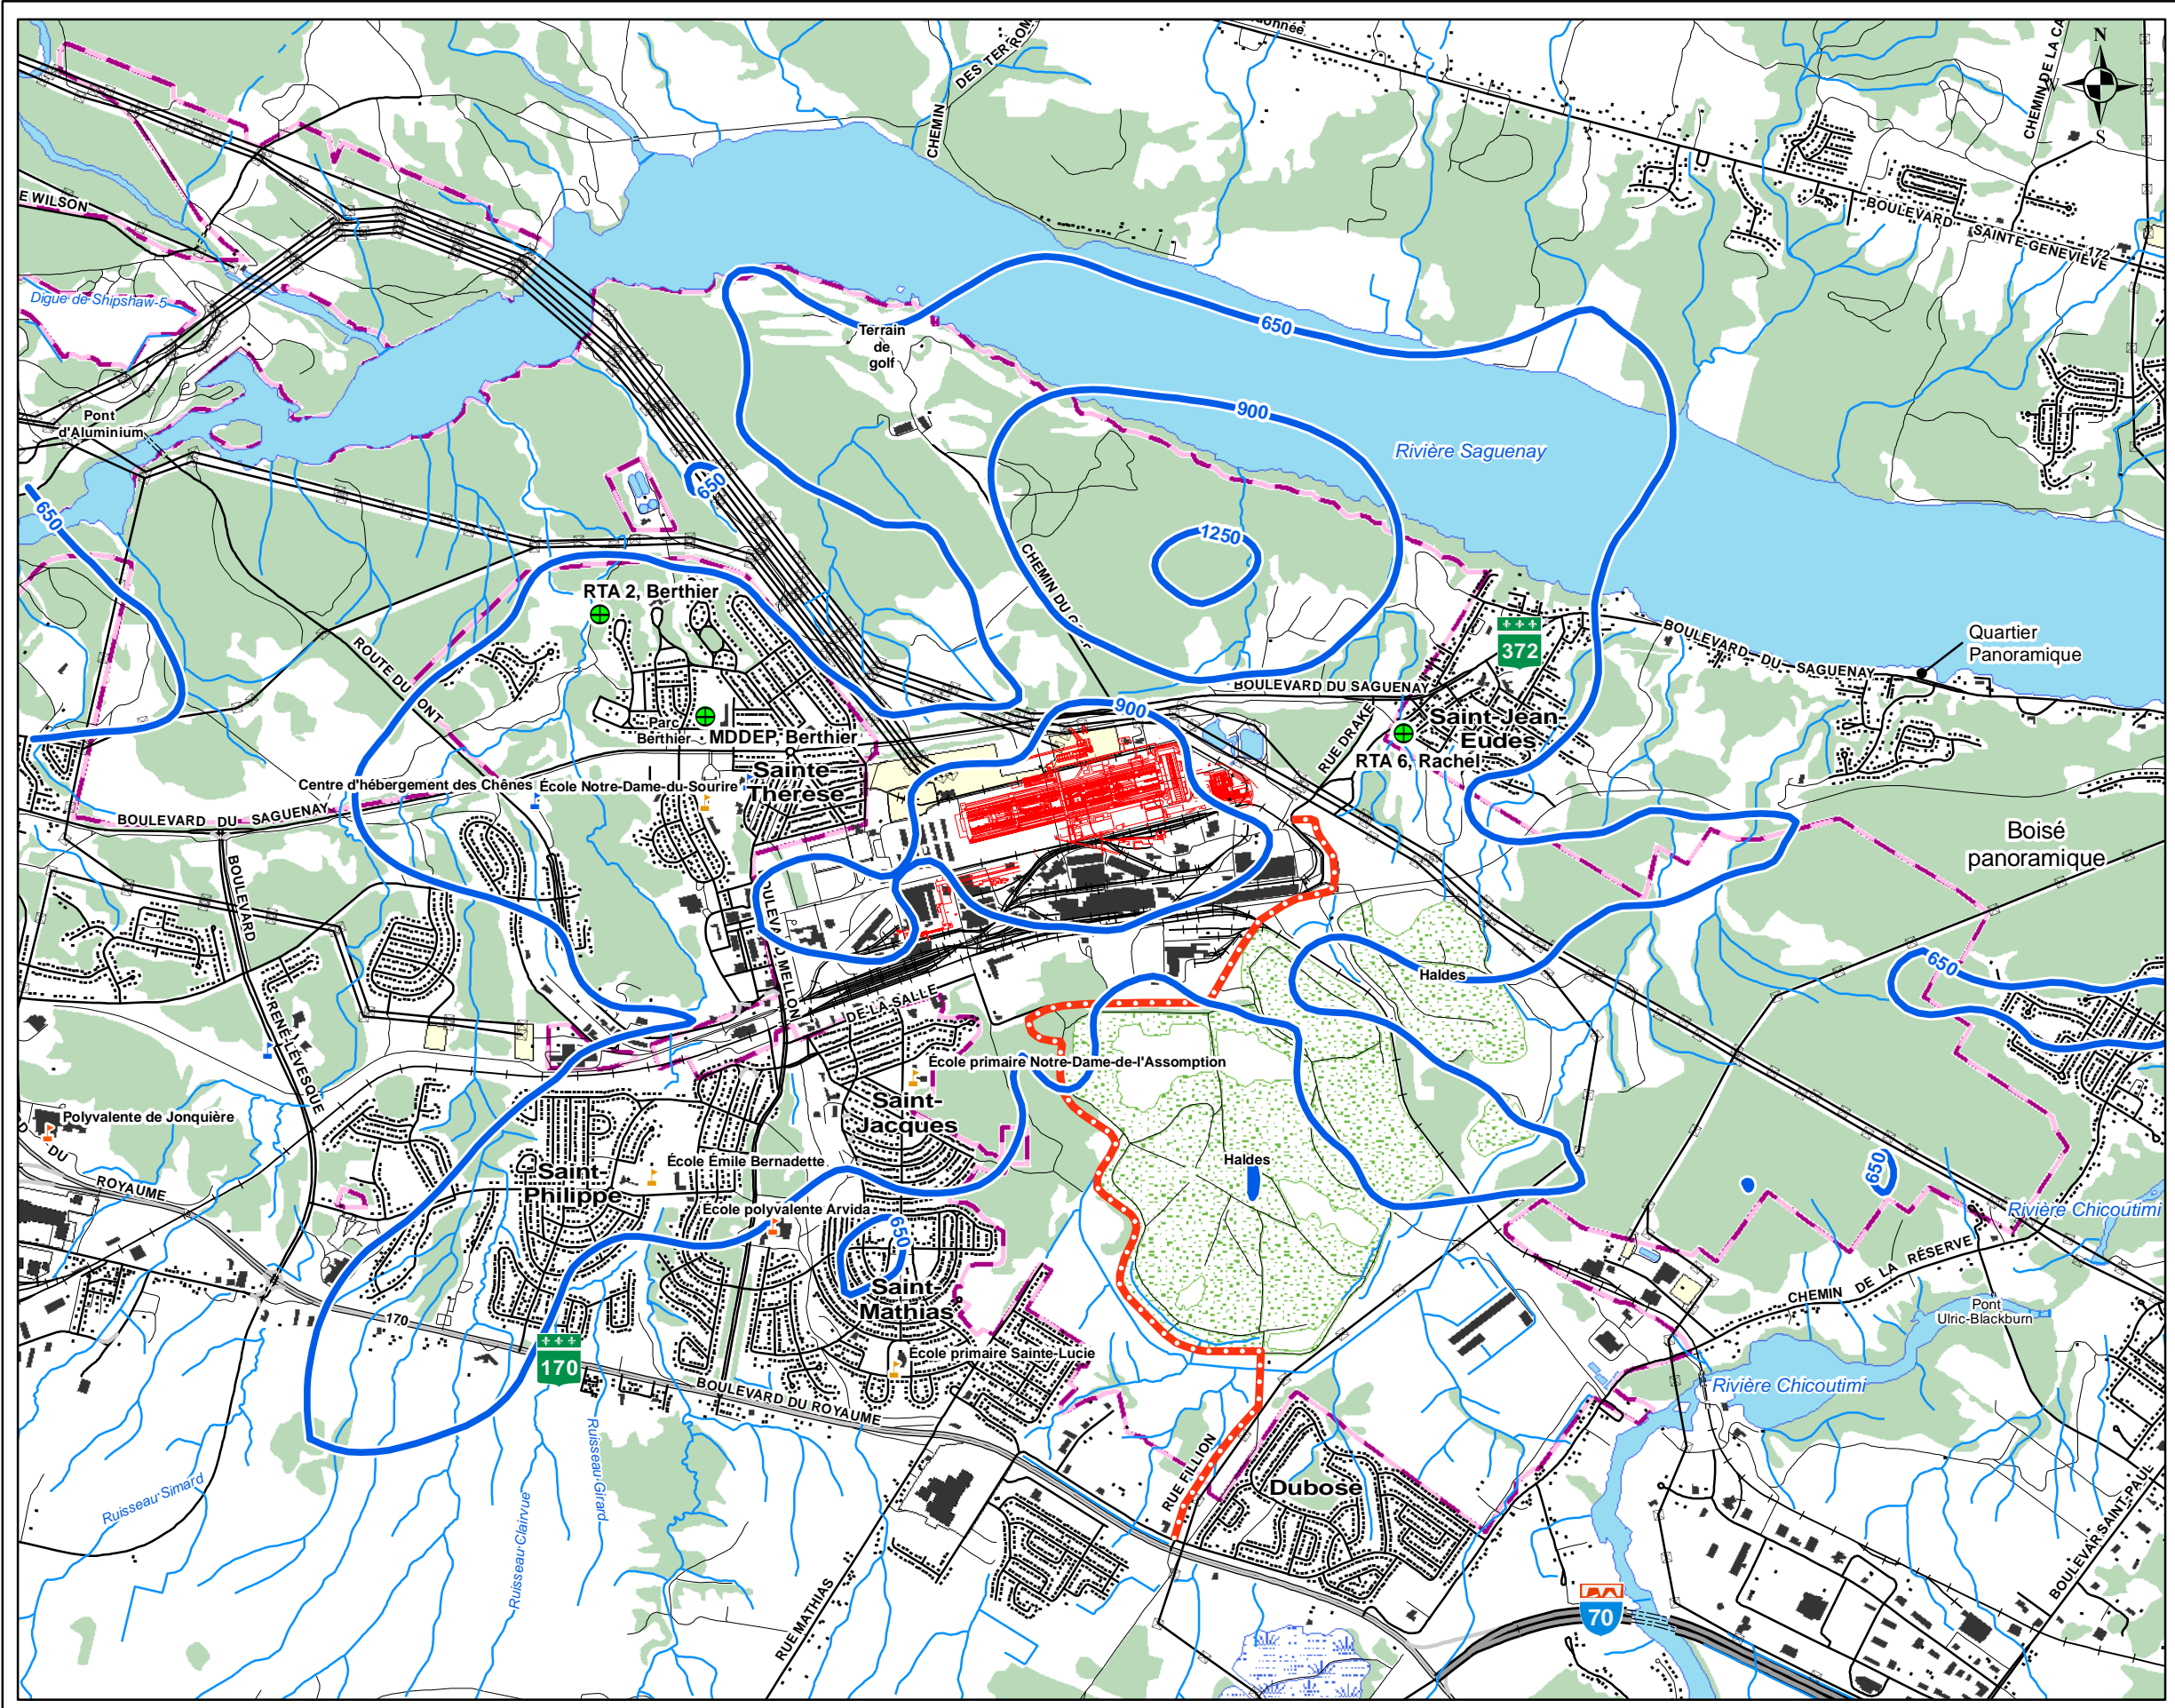 CHEMIN
DES TER
CHEMIN
N
S
CHEMIN DE LA CA
E WILSON
BOULEVARD
SAINTE-GENEVIÈVE
172
Digue de Shipshaw-5
Terrain
de
golf
650
900
Pont
d'Aluminium
Rivière Saguenay
650
650
1250
CHEMIN DU GOLF
RTA 2, Berthier
372
BOULEVARD DU SAGUENAY
Quartier
Panoramique
ROUTE DU PONT
BOULEVARD DU SAGUENAY
Parc
Berthier
MDDEP, Berthier
900
RUE DRAKE
Saint-Jean-
Eudes
RTA 6, Rachel
Sainte
Thérèse
Centre d'hébergement des Chênes
École Notre-Dame-du-Sourire
BOULEVARD DU SAGUENAY
Boisé
panoramique
BOULEVARD
RENÉ-LÉVESQUE
BOULEVARD MELLON
DE LA SALLE
Haldes
650
École primaire Notre-Dame-de-l'Assomption
Saint-
Jacques
Polyvalente de Jonquière
DU
ROYAUME
École Émile Bernadette
Saint-
Philippe
Haldes
650
École polyvalente Arvida
650
Rivière Chicoutimi
Saint
Mathias
CHEMIN DE LA RÉSERVE
Pont
Ulric-Blackburn
170
170
École primaire Sainte-Lucie
BOULEVARD DU ROYAUME
Rivière Chicoutimi
Ruisseau Simard
Ruisseau Clairvue
Ruisseau Girard
RUE FILLION
Dubose
RUE MATHIAS
70
BOULEVAR SAINT-PAUL